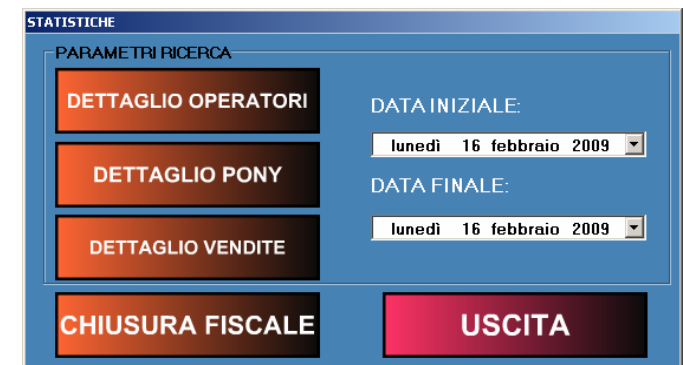 STATISTICHE
PARAMETRI RICERCA
DETTAGLIO OPERATORI
DATA INIZIALE:
lunedì 16 febbraio 2009
DETTAGLIO PONY
DATA FINALE:
lunedì 16 febbraio 2009
DETTAGLIO VENDITE
CHIUSURA FISCALE
USCITA